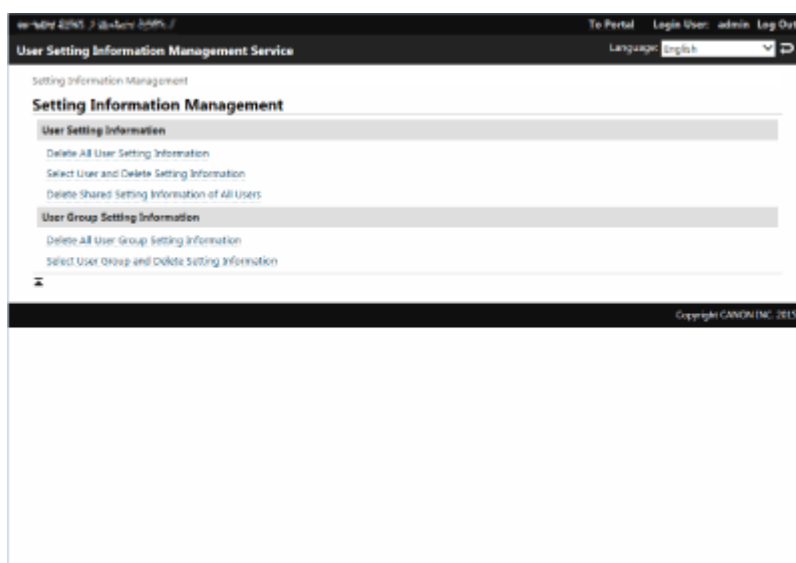 To Portal Login User: admin Log Out
User Setting Information Management Service
Language: English
Setting Information Management
Setting Information Management
User Setting Information
Delete All User Setting Information
Select User and Delete Setting Information
Delete Shared Setting Information of All Users
User Group Setting Information
Delete All User Group Setting Information
Select User Group and Delete Setting Information
Copyright CANON INC. 2015